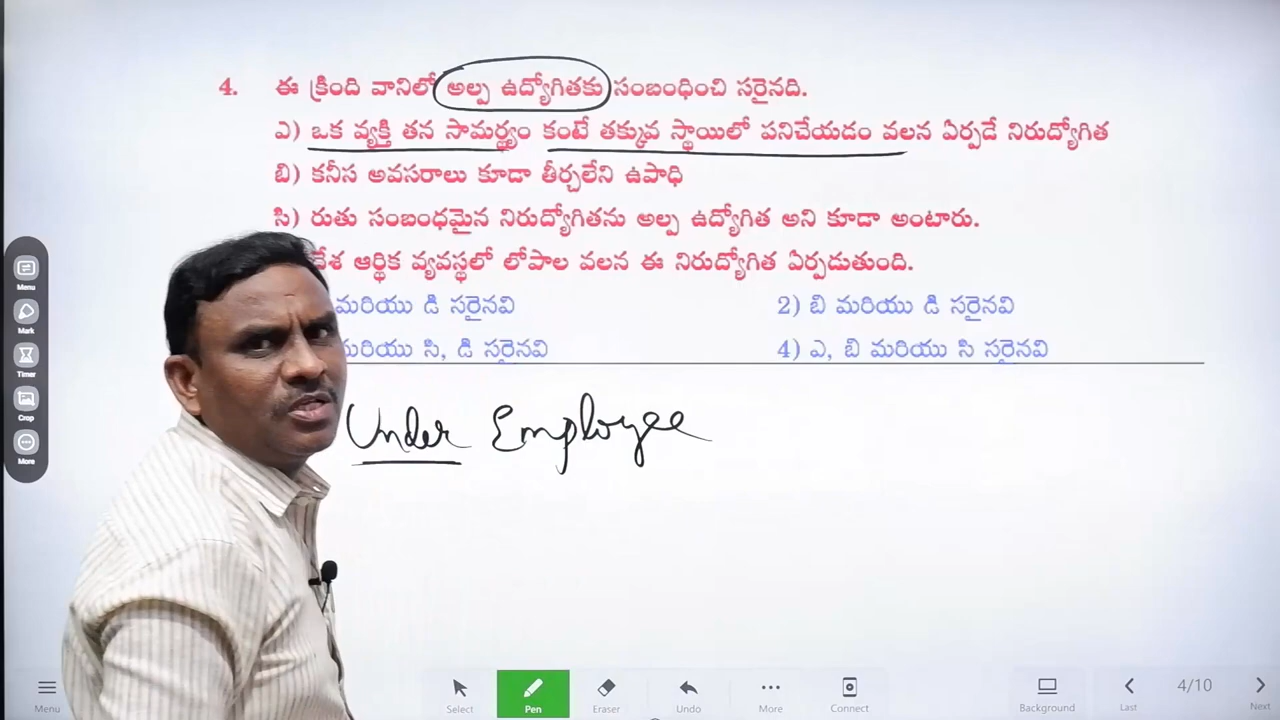 4. ఈ క్రింది వానిలో అల్ప ఉద్యోగితకు సంబంధించి సరైనది.
ఎ) ఒక వ్యక్తి తన సామర్థ్యం కంటే తక్కువ స్థాయిలో పనిచేయడం వలన ఏర్పడే నిరుద్యోగిత
బి) కనీస అవసరాలు కూడా తీర్చలేని ఉపాధి
సి) రుతు సంబంధమైన నిరుద్యోగితను అల్ప ఉద్యోగిత అని కూడా అంటారు.
దేశ ఆర్థిక వ్యవస్థలో లోపాల వలన ఈ నిరుద్యోగిత ఏర్పడుతుంది.
మరియు డి సరైనవి 2) బి మరియు డి సరైనవి
మరియు సి, డి సరైనవి 4) ఎ, బి మరియు సి సరైనవి
Under Employee
Menu
Mark
Timer
Crop
More
Menu Select Pen Eraser Undo More Connect Background Last 4/10 Next